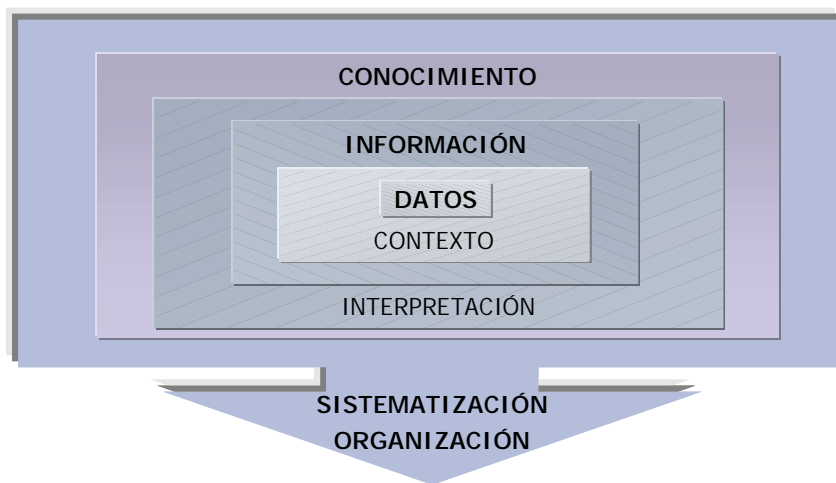 CONOCIMIENTO
INFORMACIÓN
DATOS
CONTEXTO
INTERPRETACIÓN
SISTEMATIZACIÓN
ORGANIZACIÓN